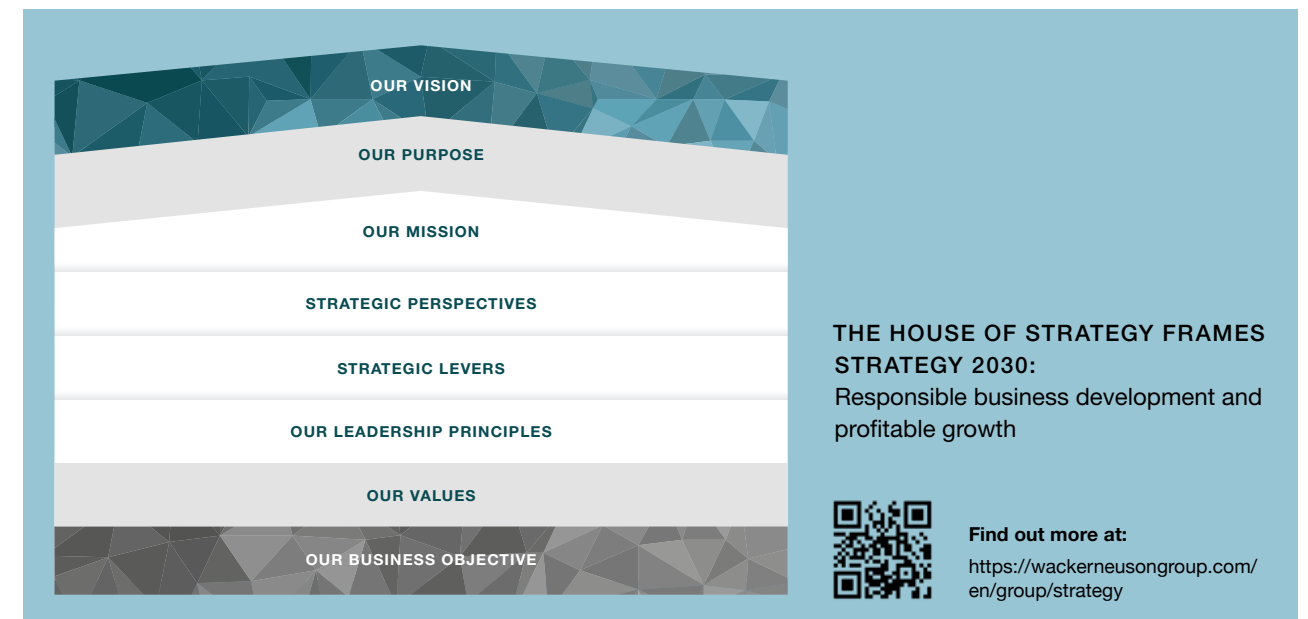 OUR VISION
OUR PURPOSE
OUR MISSION
STRATEGIC PERSPECTIVES
STRATEGIC LEVERS
OUR LEADERSHIP PRINCIPLES
OUR VALUES
OUR BUSINESS OBJECTIVE
THE HOUSE OF STRATEGY FRAMES
STRATEGY 2030:
Responsible business development and
profitable growth
Find out more at:
https://wackerneusongroup.com/
en/group/strategy